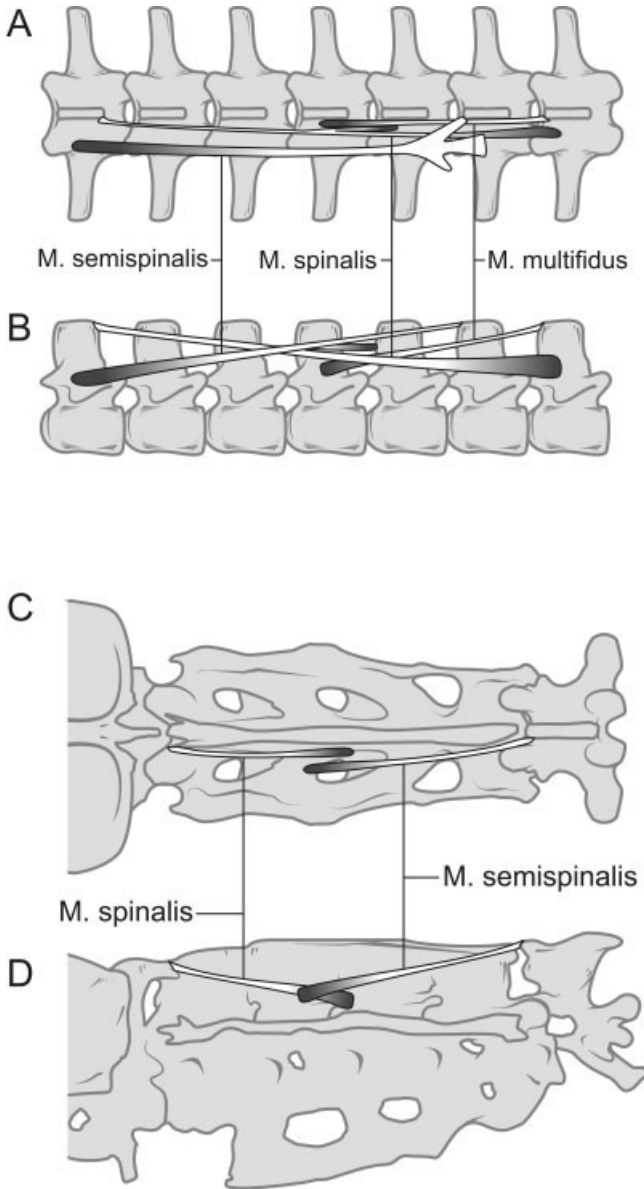 A
M. semispinalis
M. spinalis
M. multifidus
B
C
M. spinalis
M. semispinalis
D